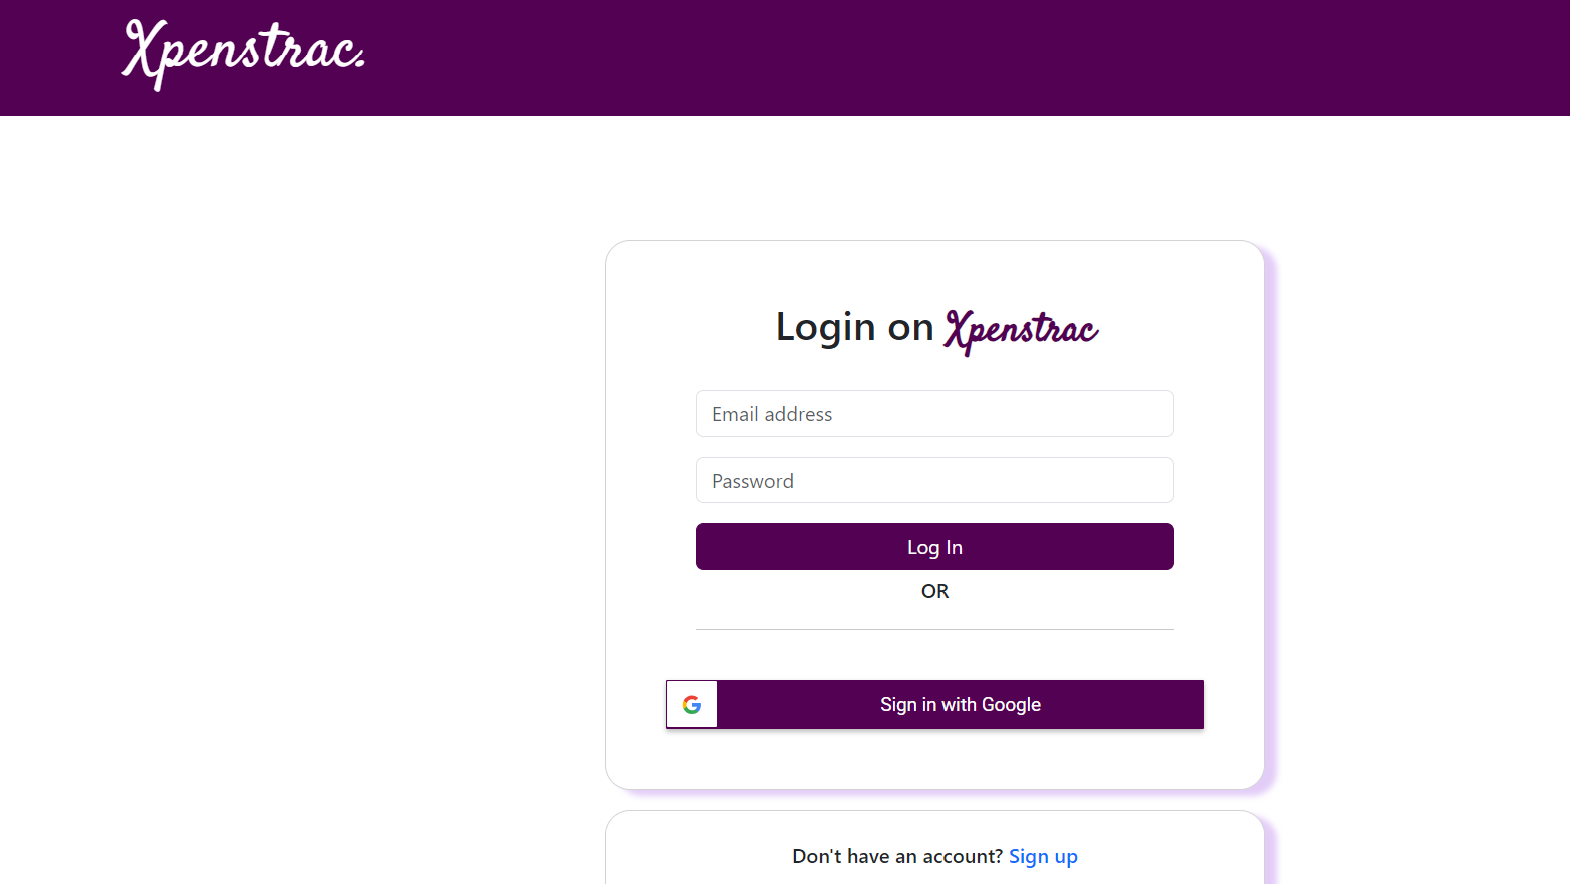 Xpenstrac.
Login on Xpenstrac
Email address
Password
Log In
OR
Sign in with Google
Don't have an account? Sign up